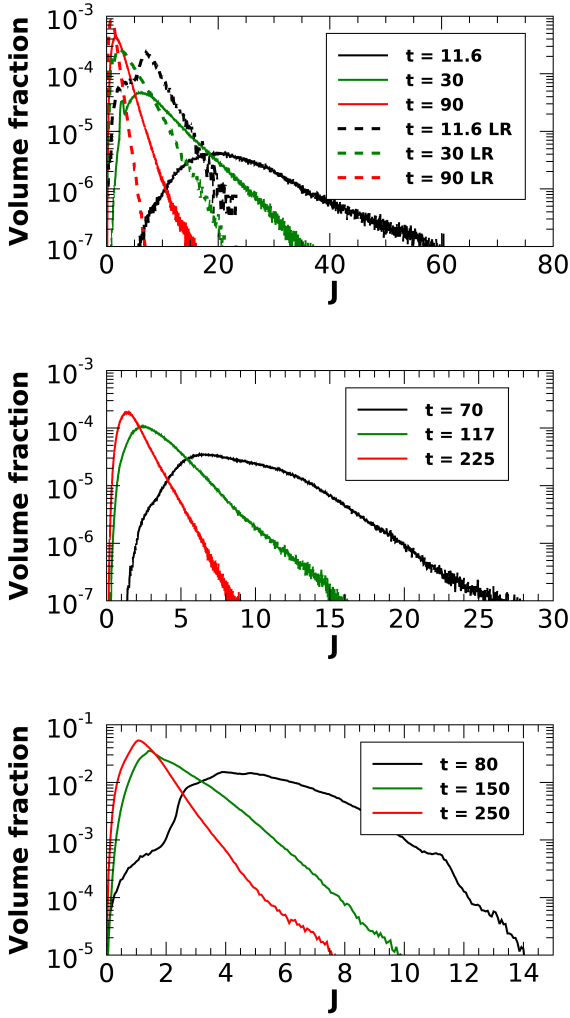 Volume fraction
10-3
10-4
10-5
10-6
10-7
t = 11.6
t = 30
t = 90
t = 11.6 LR
t = 30 LR
t = 90 LR
0 20 40 60 80
J
Volume fraction
10-3
10-4
10-5
10-6
10-7
t = 70
t = 117
t = 225
0 5 10 15 20 25 30
J
Volume fraction
10-1
10-2
10-3
10-4
10-5
t = 80
t = 150
t = 250
0 2 4 6 8 10 12 14
J